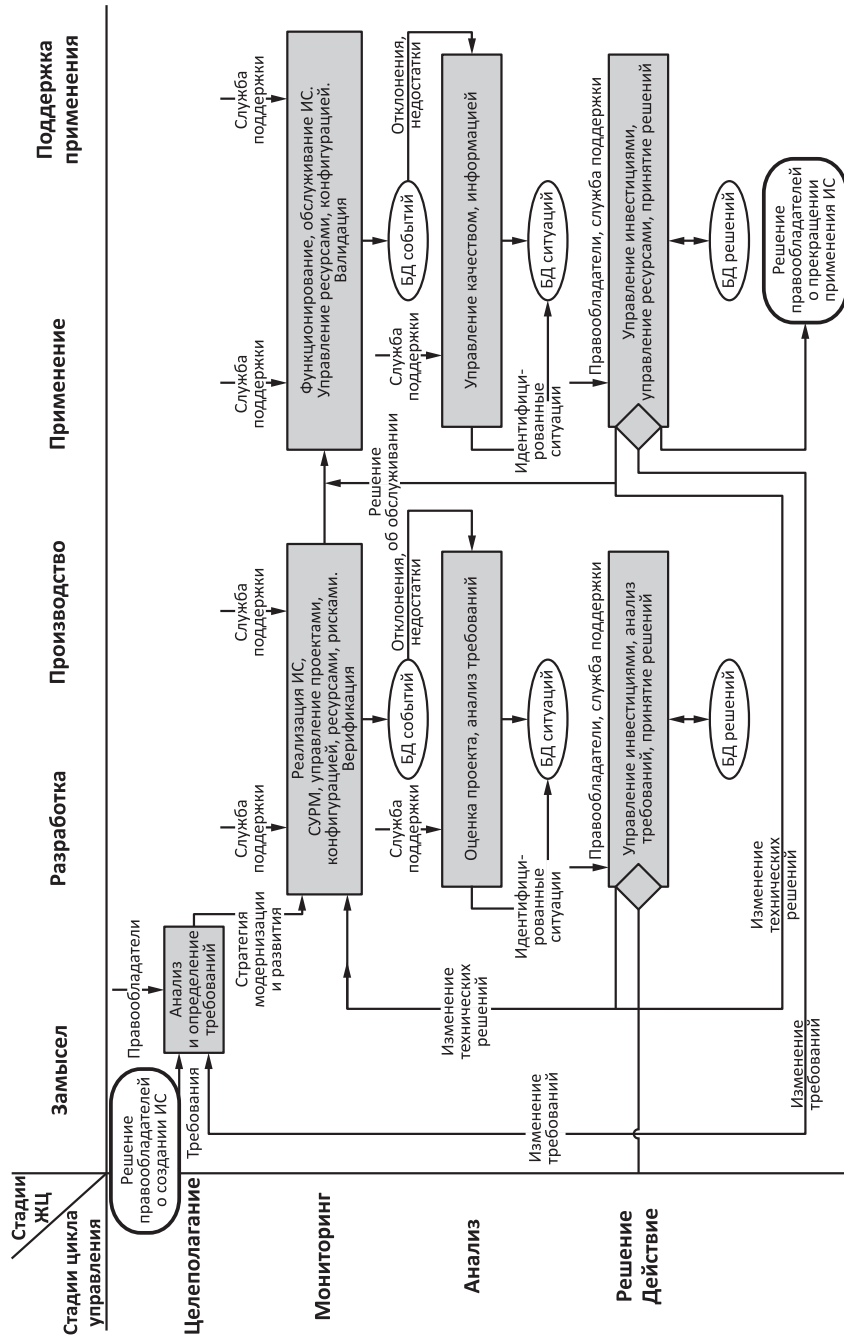 Стадии
ЖЦ
Стадии цикла
управления
Замысел
Разработка
Производство
Применение
Поддержка
применения
Целеполагание
Решение
правообладателей
о создании ИС
Требования
Правообладатели
Анализ
и определение
требований
Стратегия
модернизации
и развития
Мониторинг
Служба
поддержки
Служба
поддержки
Реализация ИС,
СУРМ, управление проектами,
конфигурацией, ресурсами, рисками.
Верификация
Служба
поддержки
Служба
поддержки
Функционирование, обслуживание ИС.
Управление ресурсами, конфигурацией.
Валидация
Решение
об обслуживании
БД событий
Отклонения,
недостатки
БД событий
Отклонения,
недостатки
Анализ
Изменение
технических
решений
Служба
поддержки
Оценка проекта, анализ требований
Служба
поддержки
Управление качеством, информацией
Идентифици-
рованные
ситуации
БД ситуаций
Идентифици-
рованные
ситуации
БД ситуаций
Изменение
требований
Решение
Действие
Правообладатели, служба поддержки
Управление инвестициями, анализ
требований, принятие решений
Правообладатели, служба поддержки
Управление инвестициями,
управление ресурсами, принятие решений
БД решений
БД решений
Изменение
технических
решений
Изменение
требований
Решение
правообладателей
о прекращении
применения ИС